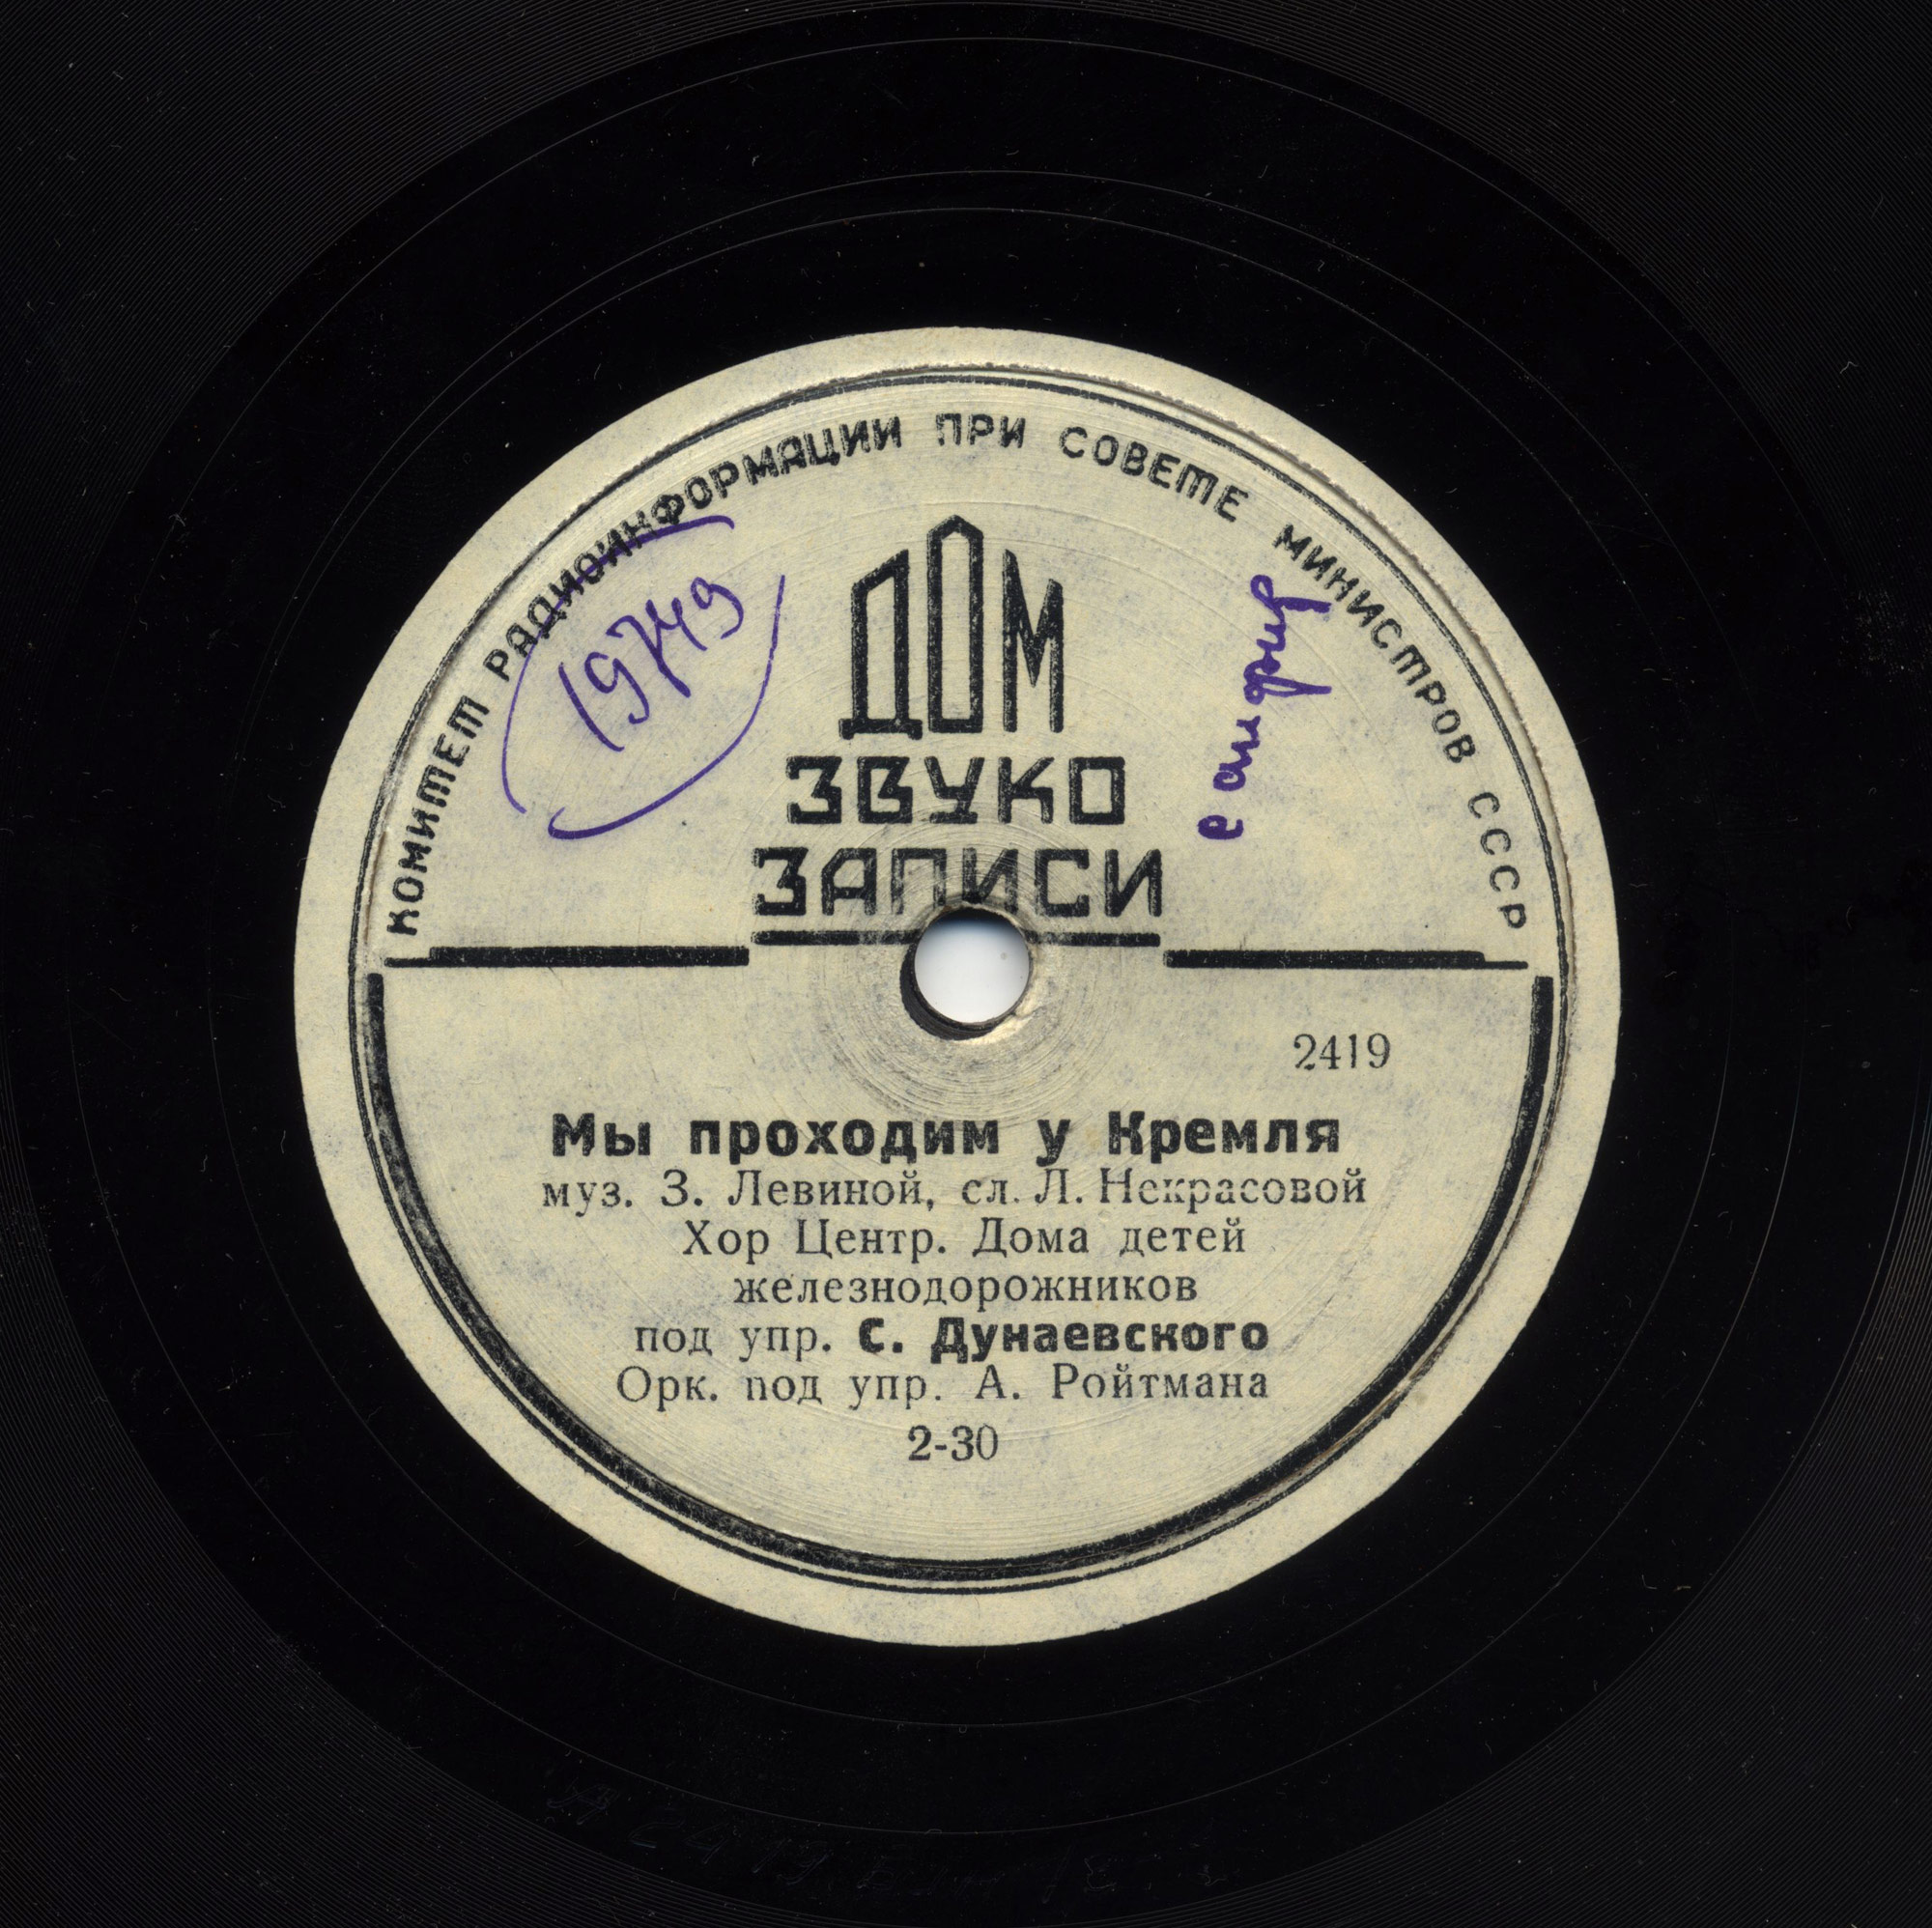 КОМИТЕТ РАДИОИНФОРМАЦИИ ПРИ СОВЕТЕ МИНИСТРОВ СССР
19749
ДОМ
ЗВУКО
ЗАПИСИ
2419
Мы проходим у Кремля
муз. З. Левиной, сл. Л. Некрасовой
Хор Центр. Дома детей
железнодорожников
под упр. С. Дунаевского
Орк. под упр. А. Ройтмана
2-30